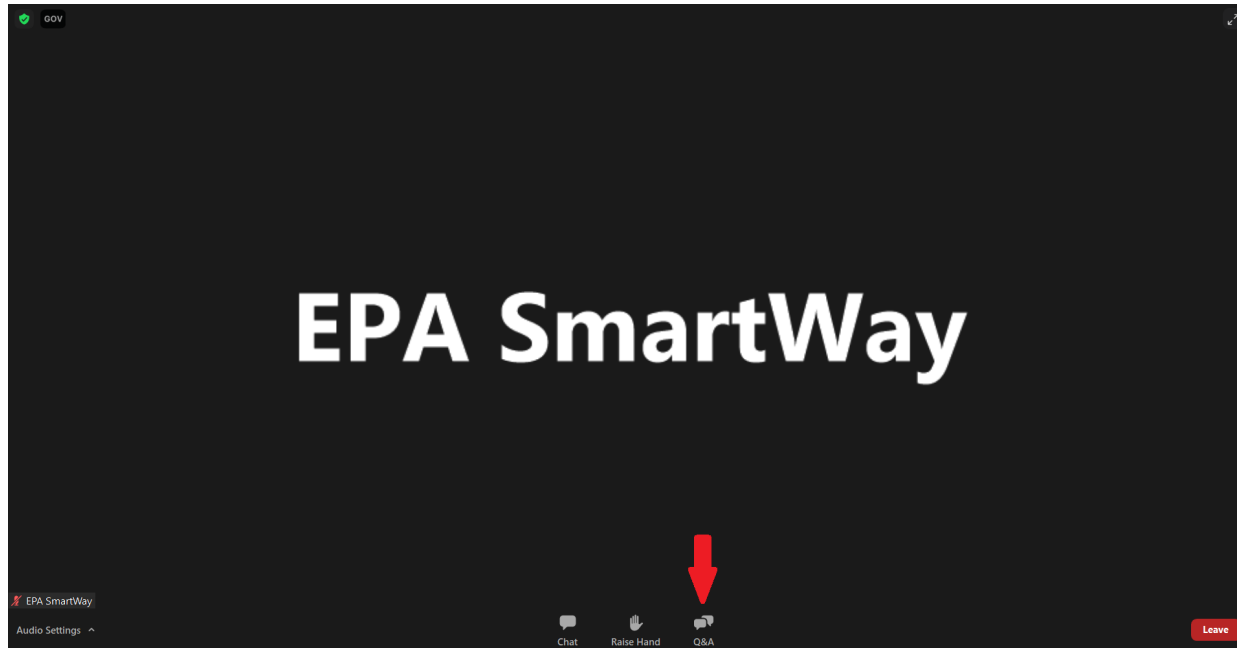 GOV
EPA SmartWay
EPA SmartWay
Audio Settings
Chat
Raise Hand
Q&A
Leave